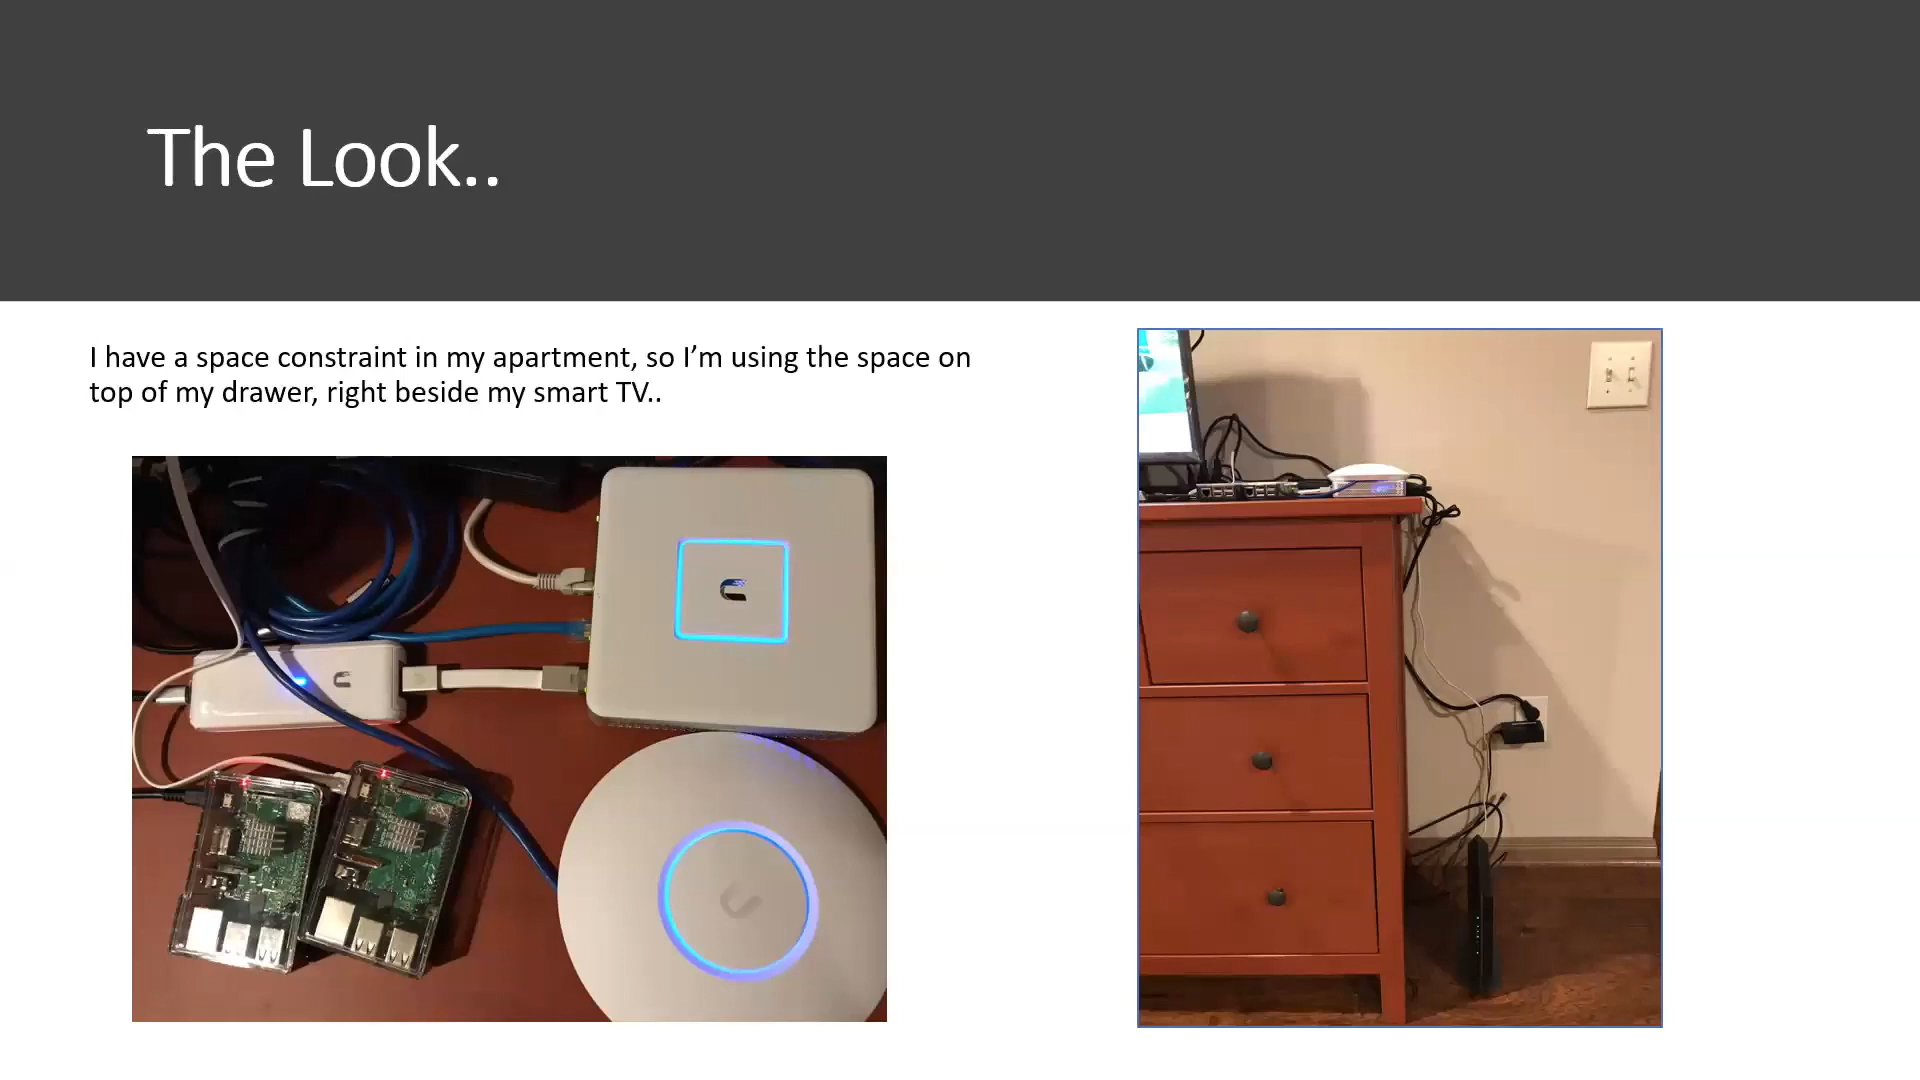 The Look..
I have a space constraint in my apartment, so I’m using the space on
top of my drawer, right beside my smart TV..